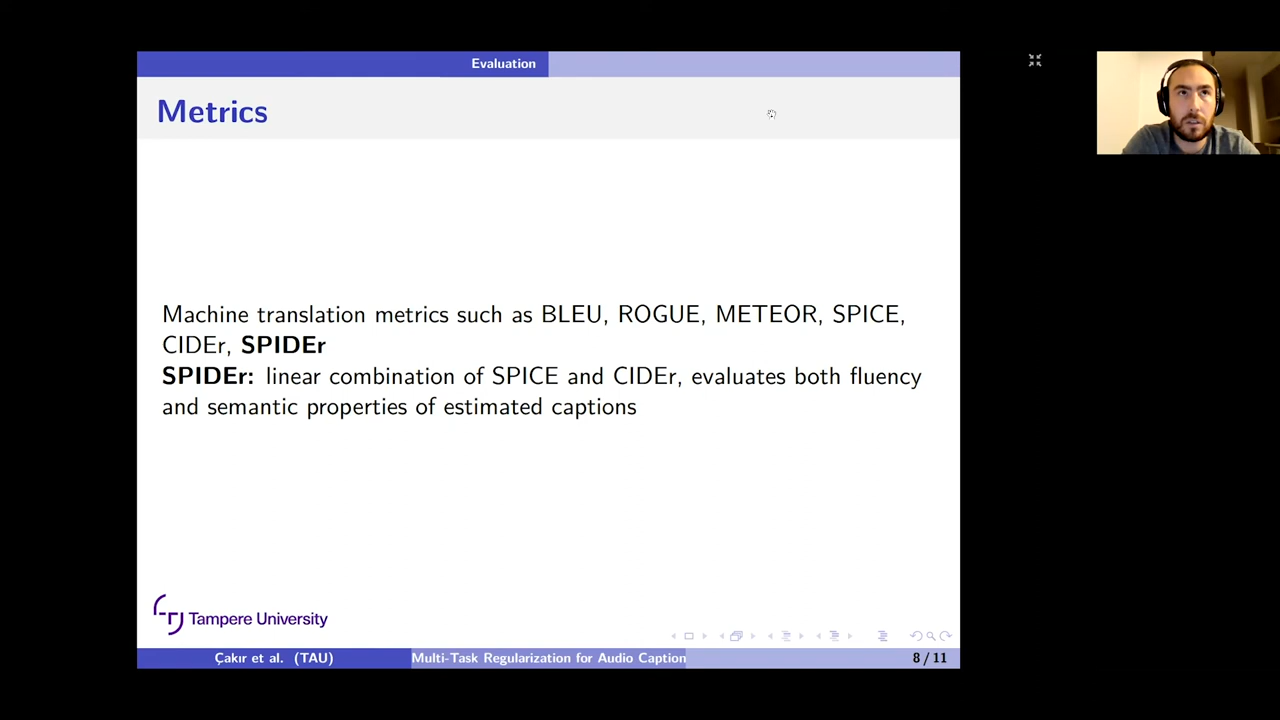 Evaluation
Metrics
Machine translation metrics such as BLEU, ROGUE, METEOR, SPICE,
CIDEr, SPIDEr
SPIDEr: linear combination of SPICE and CIDEr, evaluates both fluency
and semantic properties of estimated captions
Tampere University
Çakır et al. (TAU)
Multi-Task Regularization for Audio Caption
8 / 11